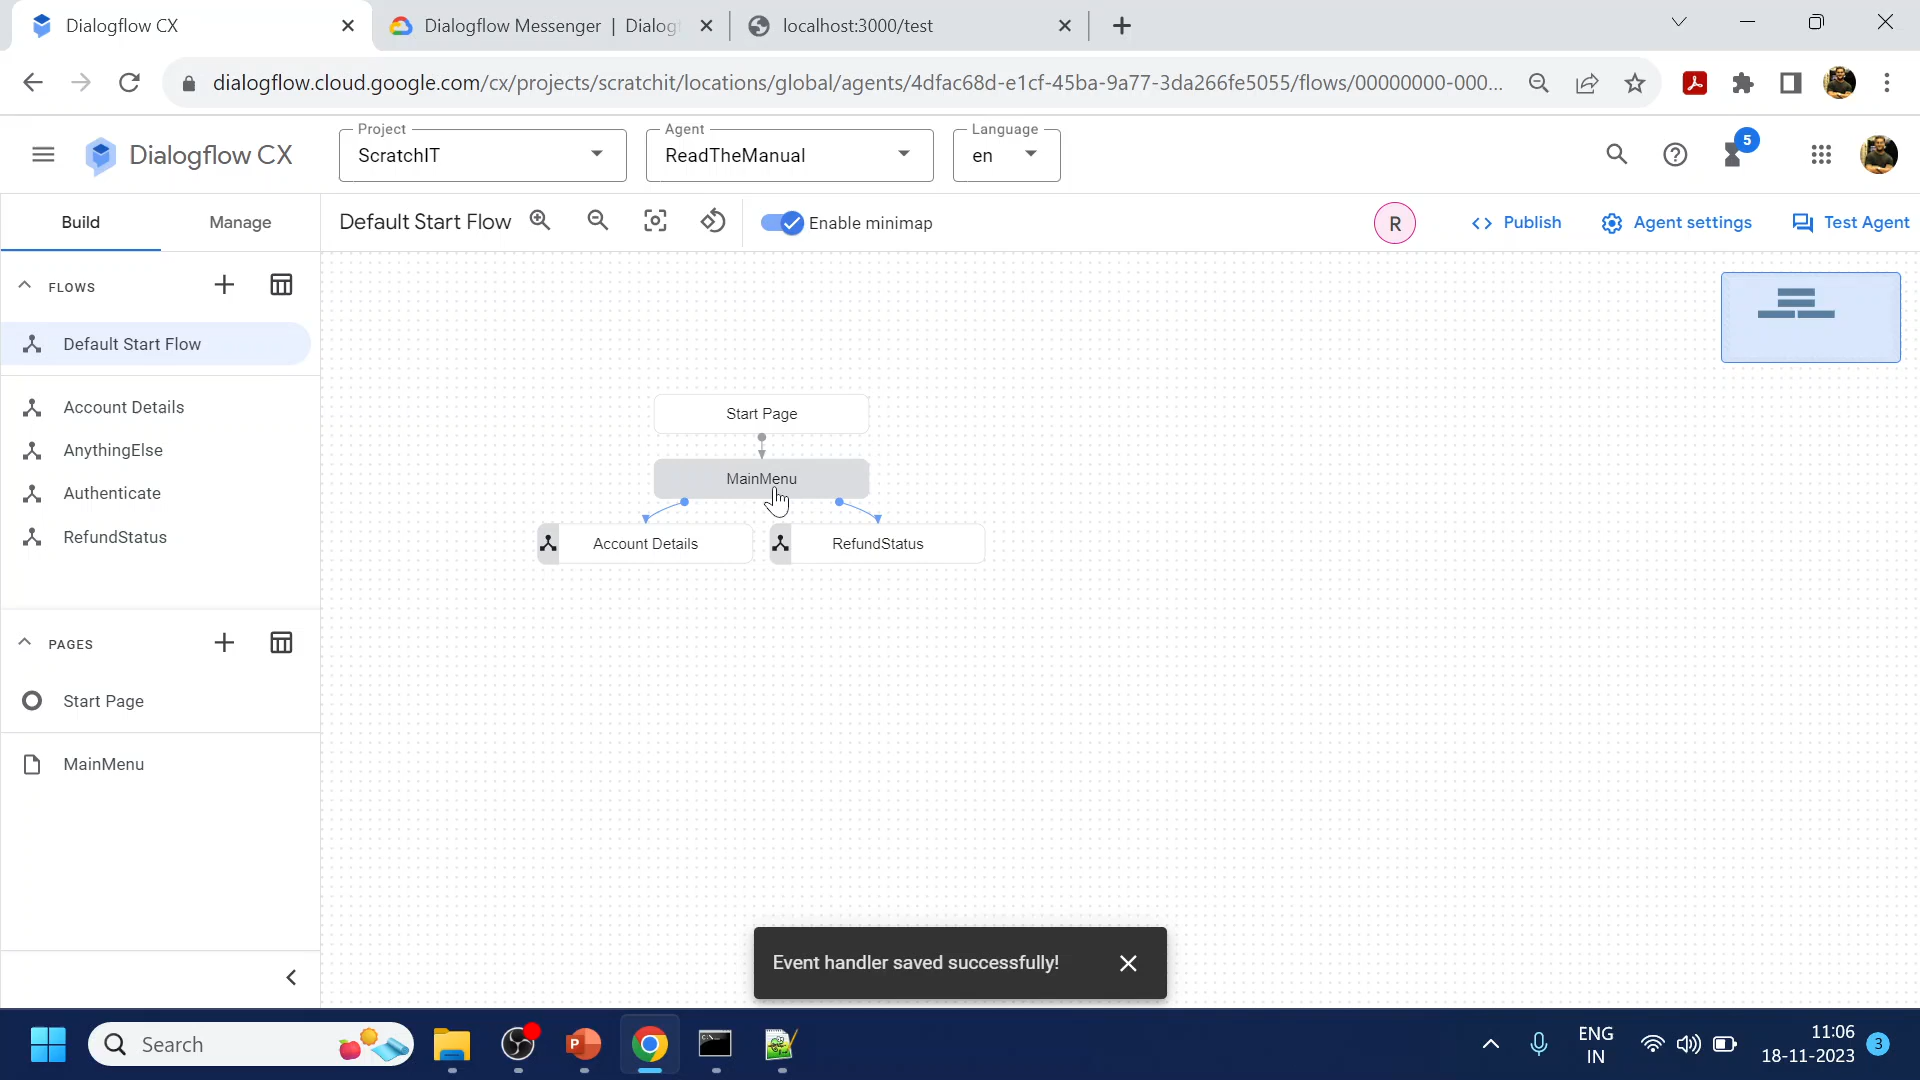 Dialogflow CX
Dialogflow Messenger | Dialogf
localhost:3000/test
dialogflow.cloud.google.com/cx/projects/scratchit/locations/global/agents/4dfac68d-e1cf-45ba-9a77-3da266fe5055/flows/00000000-000...
Dialogflow CX
Project
ScratchIT
Agent
ReadTheManual
Language
en
5
Build
Manage
Default Start Flow
Enable minimap
R
Publish
Agent settings
Test Agent
FLOWS
Default Start Flow
Account Details
AnythingElse
Authenticate
RefundStatus
PAGES
Start Page
MainMenu
Start Page
MainMenu
Account Details
RefundStatus
Event handler saved successfully!
Search
ENG
IN
11:06
18-11-2023
3